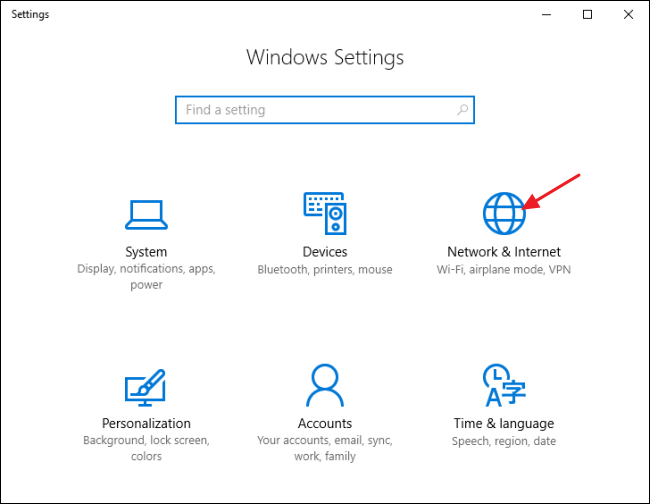 Settings
Windows Settings
Find a setting
System
Display, notifications, apps,
power
Devices
Bluetooth, printers, mouse
Network & Internet
Wi-Fi, airplane mode, VPN
Personalization
Background, lock screen,
colors
Accounts
Your accounts, email, sync,
work, family
A字
Time & language
Speech, region, date